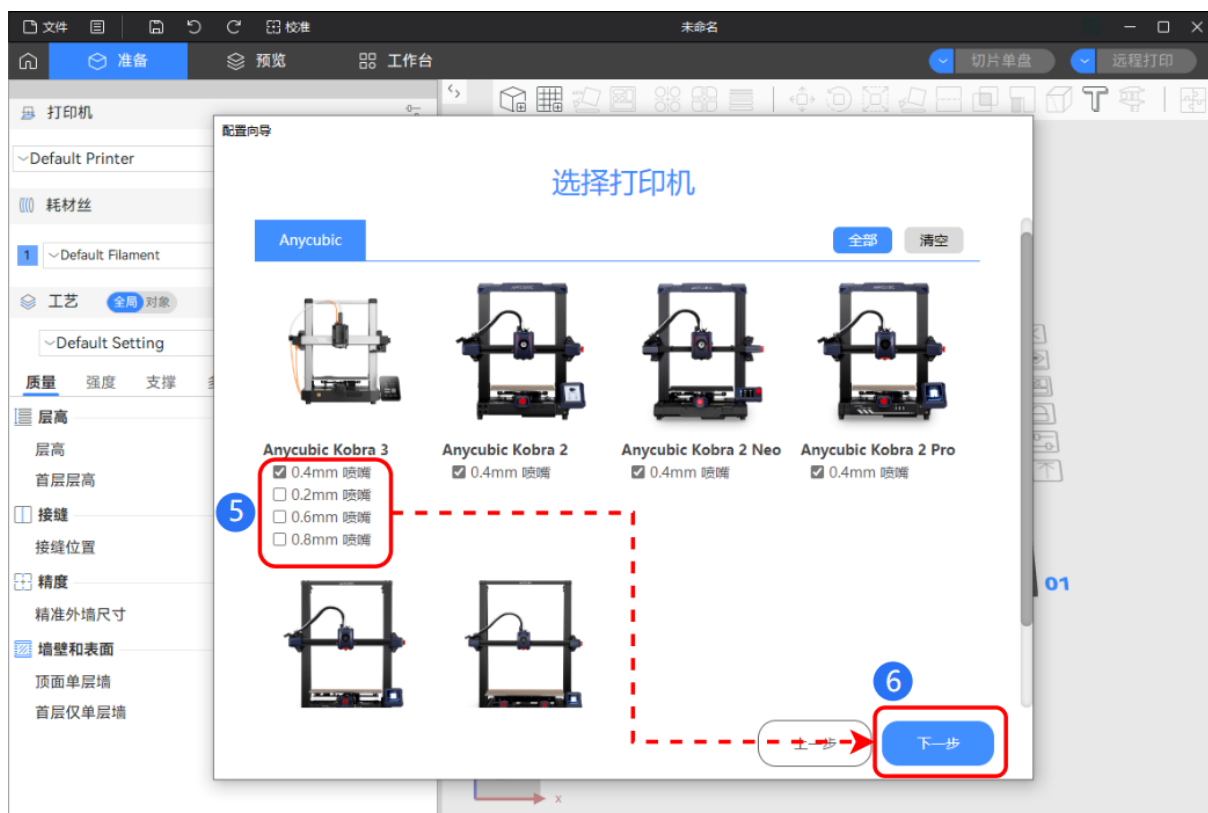 文件 校准 未命名
准备 预览 工作台 切片单盘 远程打印
打印机
Default Printer
耗材丝
1 Default Filament
工艺 全局 对象
Default Setting
质量 强度 支撑
层高
层高
首层层高
接缝
接缝位置
精度
精准外墙尺寸
墙壁和表面
顶面单层墙
首层仅单层墙
配置向导
选择打印机
Anycubic 全部 清空
Anycubic Kobra 3 Anycubic Kobra 2 Anycubic Kobra 2 Neo Anycubic Kobra 2 Pro
0.4mm 喷嘴 0.4mm 喷嘴 0.4mm 喷嘴 0.4mm 喷嘴
0.2mm 喷嘴
5
0.6mm 喷嘴
0.8mm 喷嘴
01
6
上一步 下一步
x